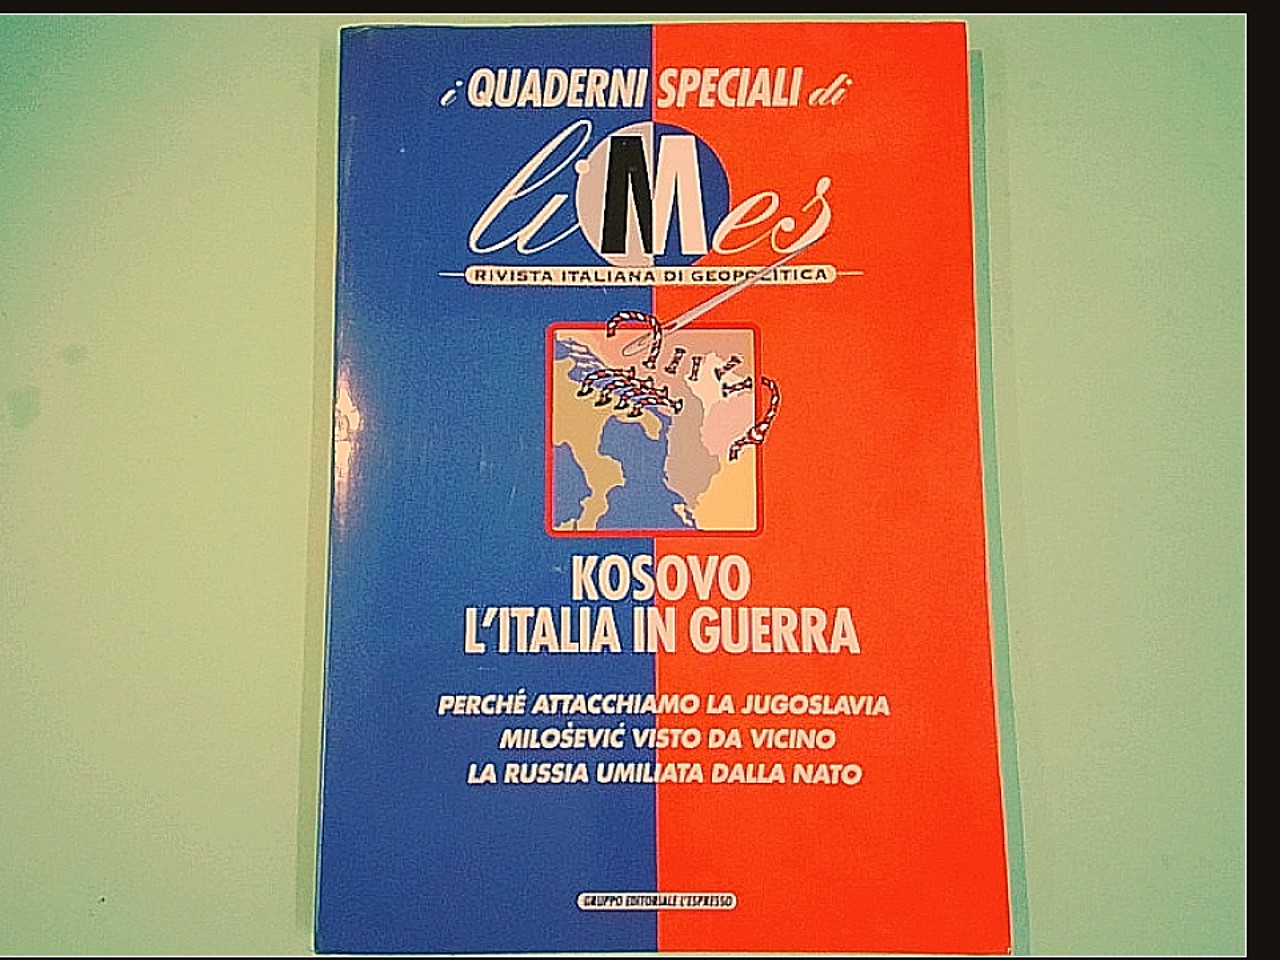 i QUADERNI SPECIALI di
liMes
RIVISTA ITALIANA DI GEOPOLITICA
KOSOVO
L'ITALIA IN GUERRA
PERCHÉ ATTACCHIAMO LA JUGOSLAVIA
MILOŠEVIĆ VISTO DA VICINO
LA RUSSIA UMILIATA DALLA NATO
GRUPPO EDITORIALE L'ESPRESSO